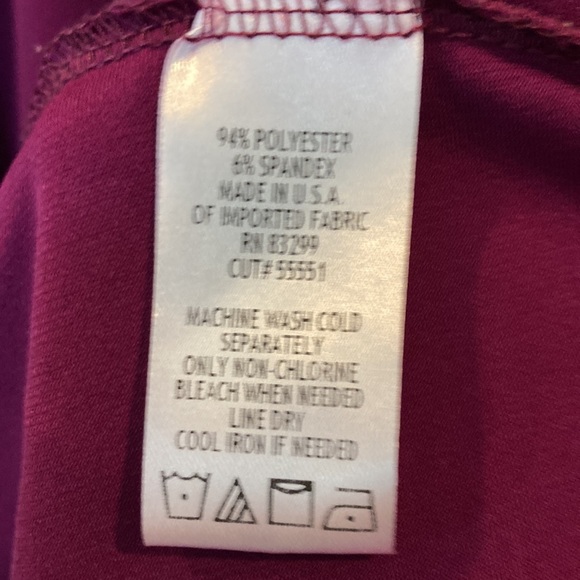 94% POLYESTER
6% SPANDEX
MADE IN U.S.A.
OF IMPORTED FABRIC
RN 83299
CUT# 55551
MACHINE WASH COLD
SEPARATELY
ONLY NON-CHLORINE
BLEACH WHEN NEEDED
LINE DRY
COOL IRON IF NEEDED